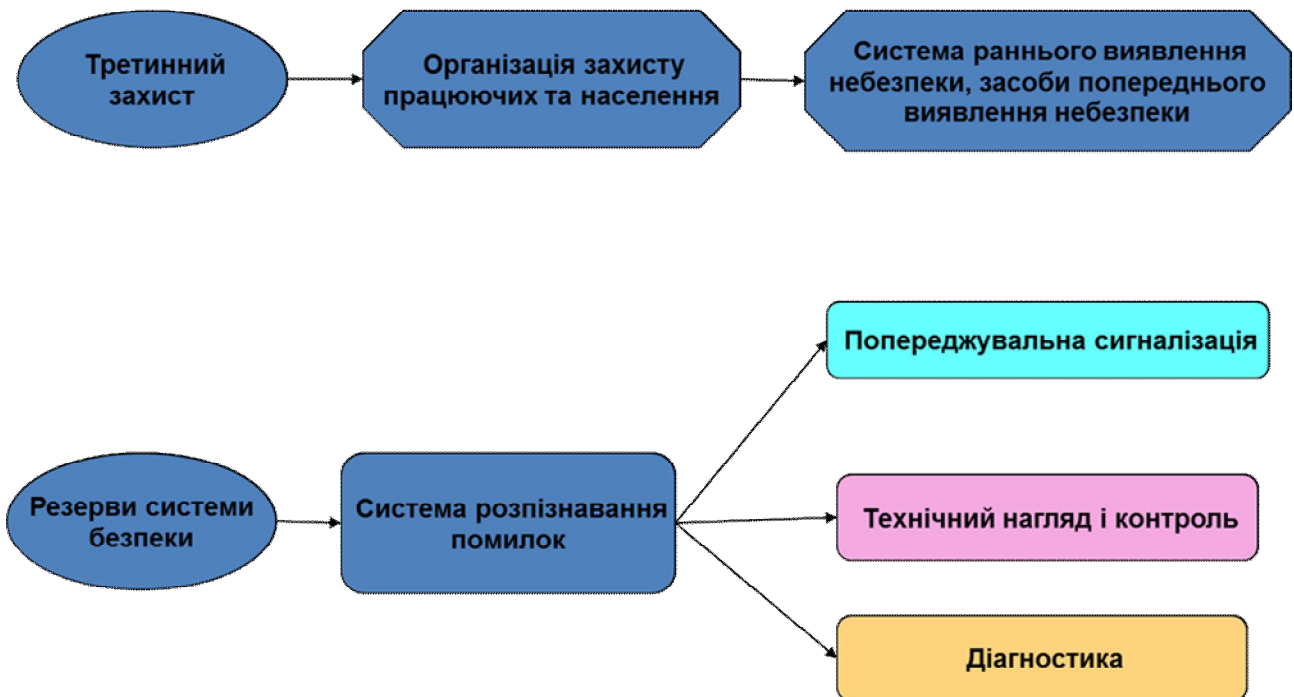 Третинний
захист
Організація захисту
працюючих та населення
Система раннього виявлення
небезпеки, засоби попереднього
виявлення небезпеки
Попереджувальна сигналізація
Резерви системи
безпеки
Система розпізнавання
помилок
Технічний нагляд і контроль
Діагностика